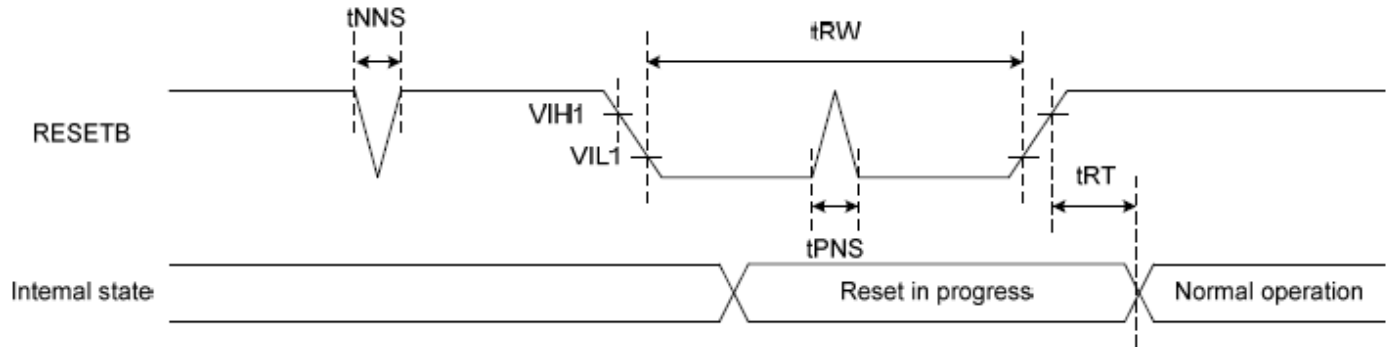 tNNS
tRW
RESETB
VIH1
VIL1
tRT
tPNS
Internal state
Reset in progress
Normal operation